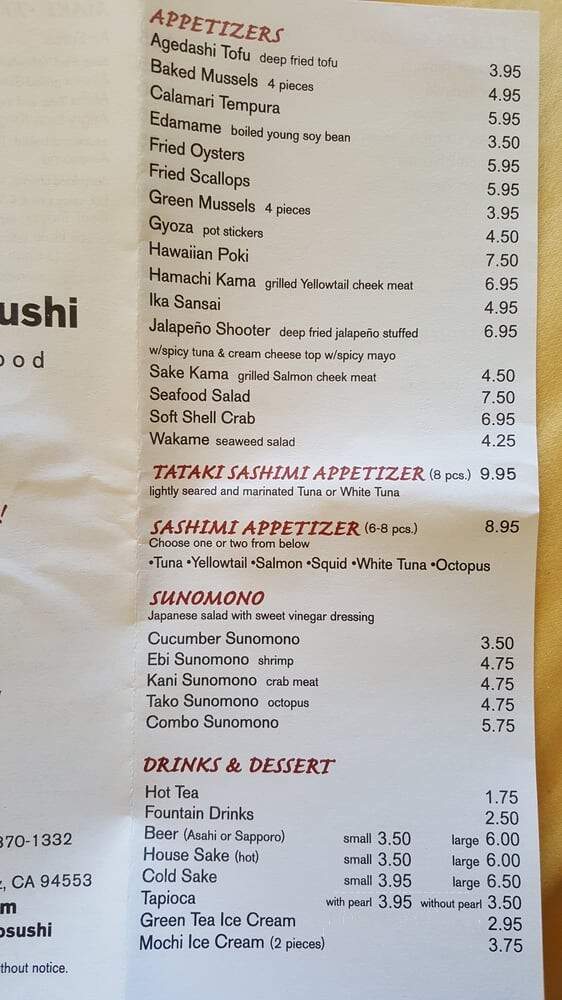 APPETIZERS
Agedashi Tofu deep fried tofu 3.95
Baked Mussels 4 pieces 4.95
Calamari Tempura 5.95
Edamame boiled young soy bean 3.50
Fried Oysters 5.95
Fried Scallops 5.95
Green Mussels 4 pieces 3.95
Gyoza pot stickers 4.50
Hawaiian Poki 7.50
Hamachi Kama grilled Yellowtail cheek meat 6.95
Ika Sansai 4.95
Jalapeño Shooter deep fried jalapeño stuffed 6.95
w/spicy tuna & cream cheese top w/spicy mayo
Sake Kama grilled Salmon cheek meat 4.50
Seafood Salad 7.50
Soft Shell Crab 6.95
Wakame seaweed salad 4.25
TATAKI SASHIMI APPETIZER (8 pcs.) 9.95
lightly seared and marinated Tuna or White Tuna
SASHIMI APPETIZER (6-8 pcs.) 8.95
Choose one or two from below
•Tuna •Yellowtail •Salmon •Squid •White Tuna •Octopus
SUNOMONO
Japanese salad with sweet vinegar dressing
Cucumber Sunomono 3.50
Ebi Sunomono shrimp 4.75
Kani Sunomono crab meat 4.75
Tako Sunomono octopus 4.75
Combo Sunomono 5.75
DRINKS & DESSERT
Hot Tea 1.75
Fountain Drinks 2.50
Beer (Asahi or Sapporo) small 3.50 large 6.00
House Sake (hot) small 3.50 large 6.00
Cold Sake small 3.95 large 6.50
Tapioca with pearl 3.95 without pearl 3.50
Green Tea Ice Cream 2.95
Mochi Ice Cream (2 pieces) 3.75
ushi
ood
!
370-1332
, CA 94553
m
osushi
thout notice.